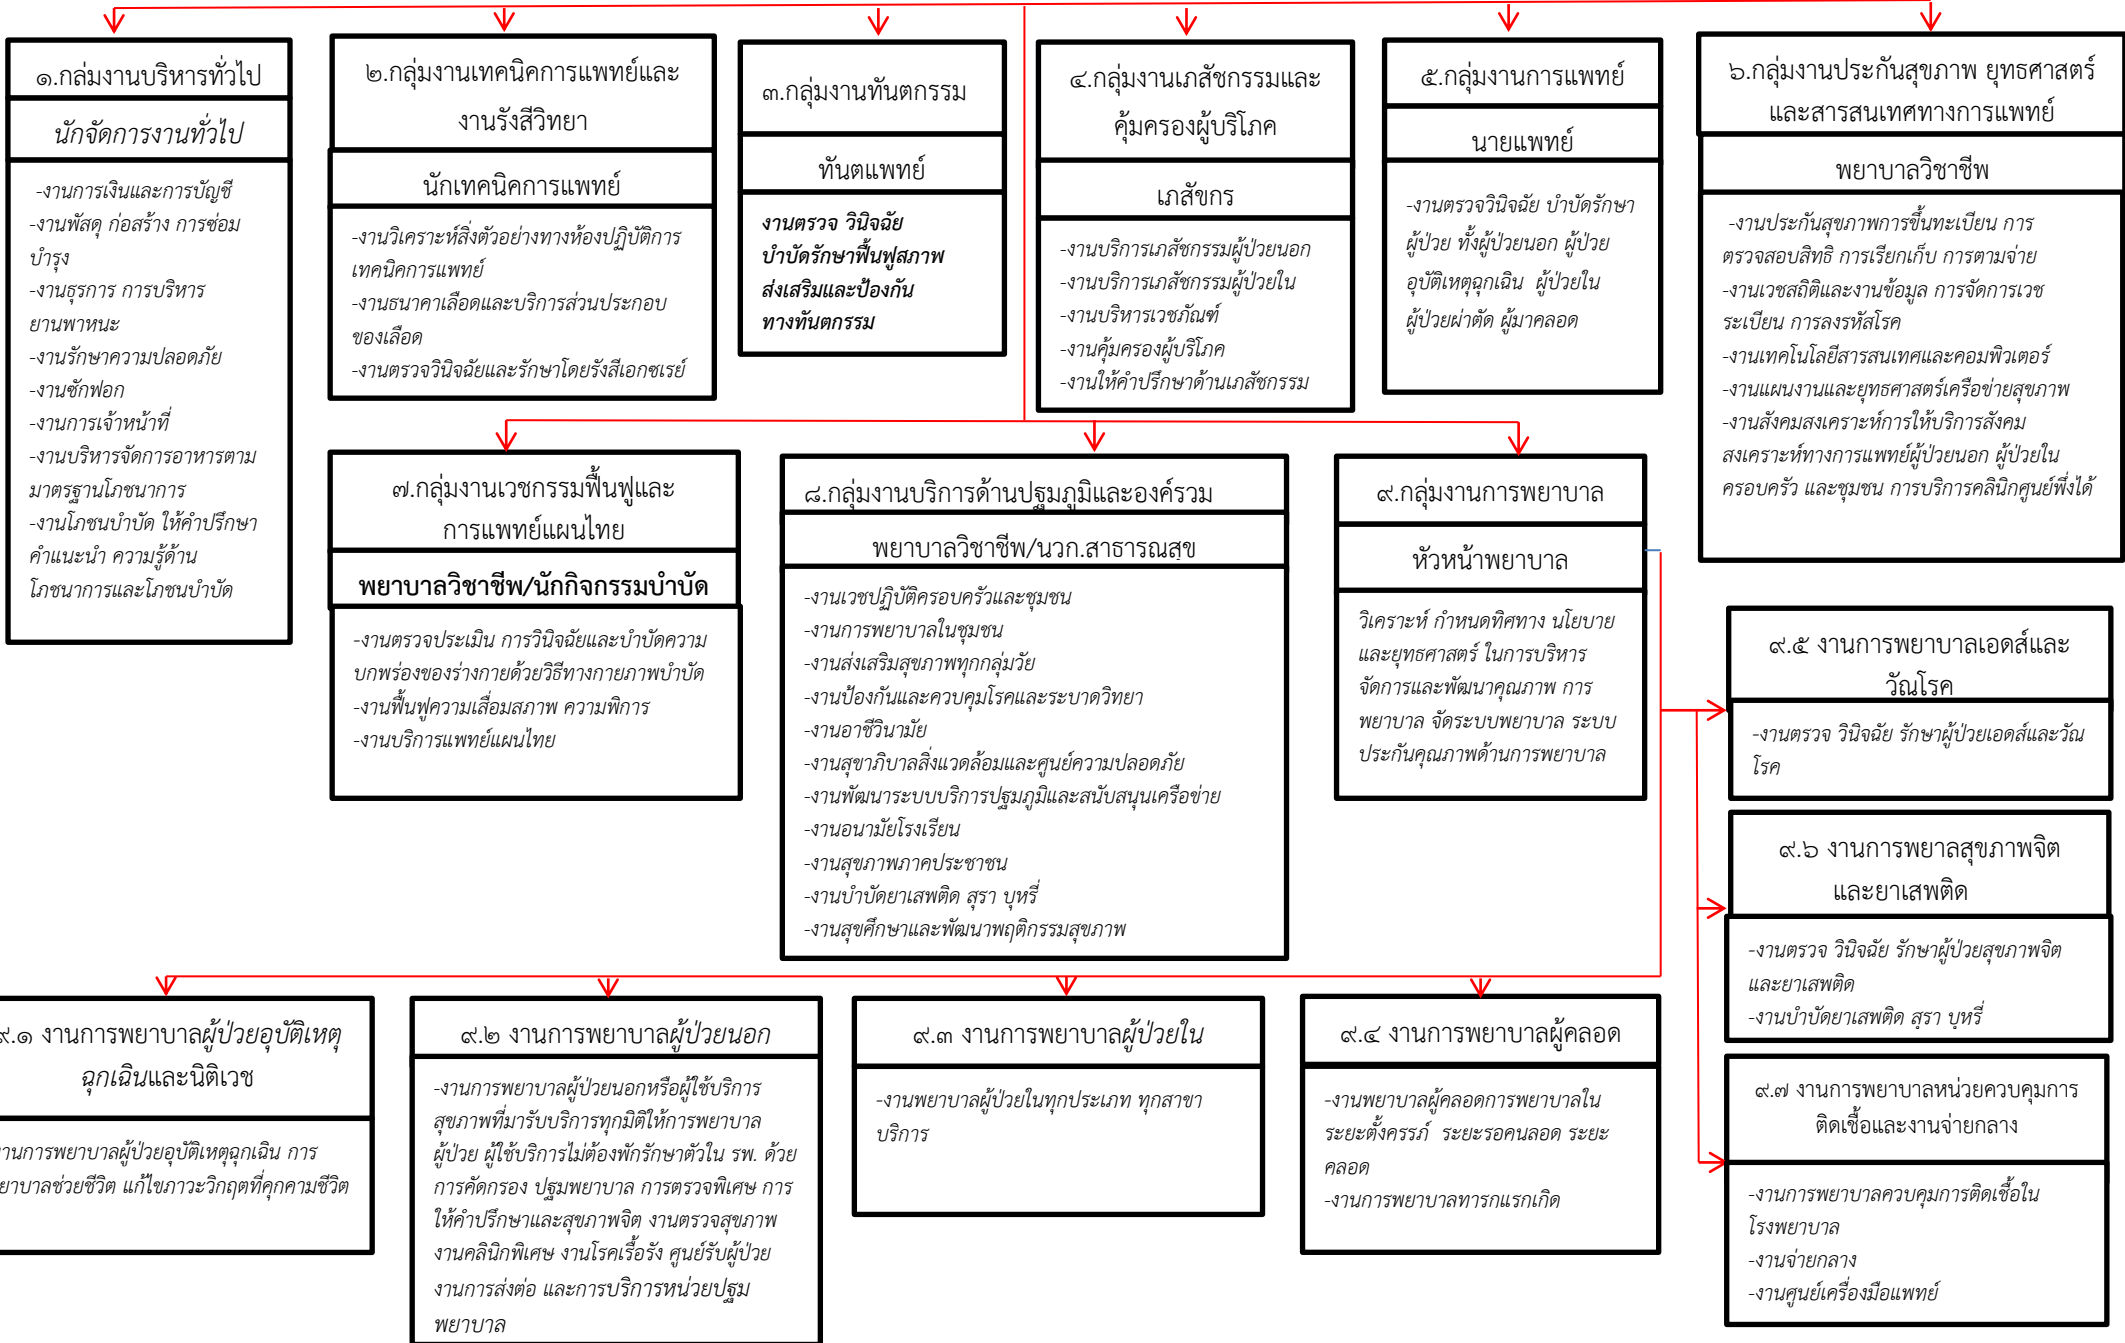 ๑.กลุ่มงานบริหารทั่วไป
นักจัดการงานทั่วไป
-งานการเงินและการบัญชี
-งานพัสดุ ก่อสร้าง การซ่อม
บำรุง
-งานธุรการ การบริหาร
ยานพาหนะ
-งานรักษาความปลอดภัย
-งานซักฟอก
-งานการเจ้าหน้าที่
-งานบริหารจัดการอาหารตาม
มาตรฐานโภชนาการ
-งานโภชนบำบัด ให้คำปรึกษา
คำแนะนำ ความรู้ด้าน
โภชนาการและโภชนบำบัด
๒.กลุ่มงานเทคนิคการแพทย์และ
งานรังสีวิทยา
นักเทคนิคการแพทย์
-งานวิเคราะห์สิ่งตัวอย่างทางห้องปฏิบัติการ
เทคนิคการแพทย์
-งานธนาคาเลือดและบริการส่วนประกอบ
ของเลือด
-งานตรวจวินิจฉัยและรักษาโดยรังสีเอกซเรย์
๓.กลุ่มงานทันตกรรม
ทันตแพทย์
งานตรวจ วินิจฉัย
บำบัดรักษาฟื้นฟูสภาพ
ส่งเสริมและป้องกัน
ทางทันตกรรม
๔.กลุ่มงานเภสัชกรรมและ
คุ้มครองผู้บริโภค
เภสัชกร
-งานบริการเภสัชกรรมผู้ป่วยนอก
-งานบริการเภสัชกรรมผู้ป่วยใน
-งานบริหารเวชภัณฑ์
-งานคุ้มครองผู้บริโภค
-งานให้คำปรึกษาด้านเภสัชกรรม
๕.กลุ่มงานการแพทย์
นายแพทย์
-งานตรวจวินิจฉัย บำบัดรักษา
ผู้ป่วย ทั้งผู้ป่วยนอก ผู้ป่วย
อุบัติเหตุฉุกเฉิน ผู้ป่วยใน
ผู้ป่วยผ่าตัด ผู้มาคลอด
๖.กลุ่มงานประกันสุขภาพ ยุทธศาสตร์
และสารสนเทศทางการแพทย์
พยาบาลวิชาชีพ
-งานประกันสุขภาพการขึ้นทะเบียน การ
ตรวจสอบสิทธิ การเรียกเก็บ การตามจ่าย
-งานเวชสถิติและงานข้อมูล การจัดการเวช
ระเบียน การลงรหัสโรค
-งานเทคโนโลยีสารสนเทศและคอมพิวเตอร์
-งานแผนงานและยุทธศาสตร์เครือข่ายสุขภาพ
-งานสังคมสงเคราะห์การให้บริการสังคม
สงเคราะห์ทางการแพทย์ผู้ป่วยนอก ผู้ป่วยใน
ครอบครัว และชุมชน การบริการคลินิกศูนย์พึ่งได้
๗.กลุ่มงานเวชกรรมฟื้นฟูและ
การแพทย์แผนไทย
พยาบาลวิชาชีพ/นักกิจกรรมบำบัด
-งานตรวจประเมิน การวินิจฉัยและบำบัดความ
บกพร่องของร่างกายด้วยวิธีทางกายภาพบำบัด
-งานฟื้นฟูความเสื่อมสภาพ ความพิการ
-งานบริการแพทย์แผนไทย
๘.กลุ่มงานบริการด้านปฐมภูมิและองค์รวม
พยาบาลวิชาชีพ/นวก.สาธารณสุข
-งานเวชปฏิบัติครอบครัวและชุมชน
-งานการพยาบาลในชุมชน
-งานส่งเสริมสุขภาพทุกกลุ่มวัย
-งานป้องกันและควบคุมโรคและระบาดวิทยา
-งานอาชีวินามัย
-งานสุขาภิบาลสิ่งแวดล้อมและศูนย์ความปลอดภัย
-งานพัฒนาระบบบริการปฐมภูมิและสนับสนุนเครือข่าย
-งานอนามัยโรงเรียน
-งานสุขภาพภาคประชาชน
-งานบำบัดยาเสพติด สุรา บุหรี่
-งานสุขศึกษาและพัฒนาพฤติกรรมสุขภาพ
๙.กลุ่มงานการพยาบาล
หัวหน้าพยาบาล
วิเคราะห์ กำหนดทิศทาง นโยบาย
และยุทธศาสตร์ ในการบริหาร
จัดการและพัฒนาคุณภาพ การ
พยาบาล จัดระบบพยาบาล ระบบ
ประกันคุณภาพด้านการพยาบาล
๙.๕ งานการพยาบาลเอดส์และ
วัณโรค
-งานตรวจ วินิจฉัย รักษาผู้ป่วยเอดส์และวัณ
โรค
๙.๖ งานการพยาลสุขภาพจิต
และยาเสพติด
-งานตรวจ วินิจฉัย รักษาผู้ป่วยสุขภาพจิต
และยาเสพติด
-งานบำบัดยาเสพติด สุรา บุหรี่
๙.๗ งานการพยาบาลหน่วยควบคุมการ
ติดเชื้อและงานจ่ายกลาง
-งานการพยาบาลควบคุมการติดเชื้อใน
โรงพยาบาล
-งานจ่ายกลาง
-งานศูนย์เครื่องมือแพทย์
๙.๑ งานการพยาบาลผู้ป่วยอุบัติเหตุ
ฉุกเฉินและนิติเวช
งานการพยาบาลผู้ป่วยอุบัติเหตุฉุกเฉิน การ
พยาบาลช่วยชีวิต แก้ไขภาวะวิกฤตที่คุกคามชีวิต
๙.๒ งานการพยาบาลผู้ป่วยนอก
-งานการพยาบาลผู้ป่วยนอกหรือผู้ใช้บริการ
สุขภาพที่มารับบริการทุกมิติให้การพยาบาล
ผู้ป่วย ผู้ใช้บริการไม่ต้องพักรักษาตัวใน รพ. ด้วย
การคัดกรอง ปฐมพยาบาล การตรวจพิเศษ การ
ให้คำปรึกษาและสุขภาพจิต งานตรวจสุขภาพ
งานคลินิกพิเศษ งานโรคเรื้อรัง ศูนย์รับผู้ป่วย
งานการส่งต่อ และการบริการหน่วยปฐม
พยาบาล
๙.๓ งานการพยาบาลผู้ป่วยใน
-งานพยาบาลผู้ป่วยในทุกประเภท ทุกสาขา
บริการ
๙.๔ งานการพยาบาลผู้คลอด
-งานพยาบาลผู้คลอดการพยาบาลใน
ระยะตั้งครรภ์ ระยะรอคนลอด ระยะ
คลอด
-งานการพยาบาลทารกแรกเกิด